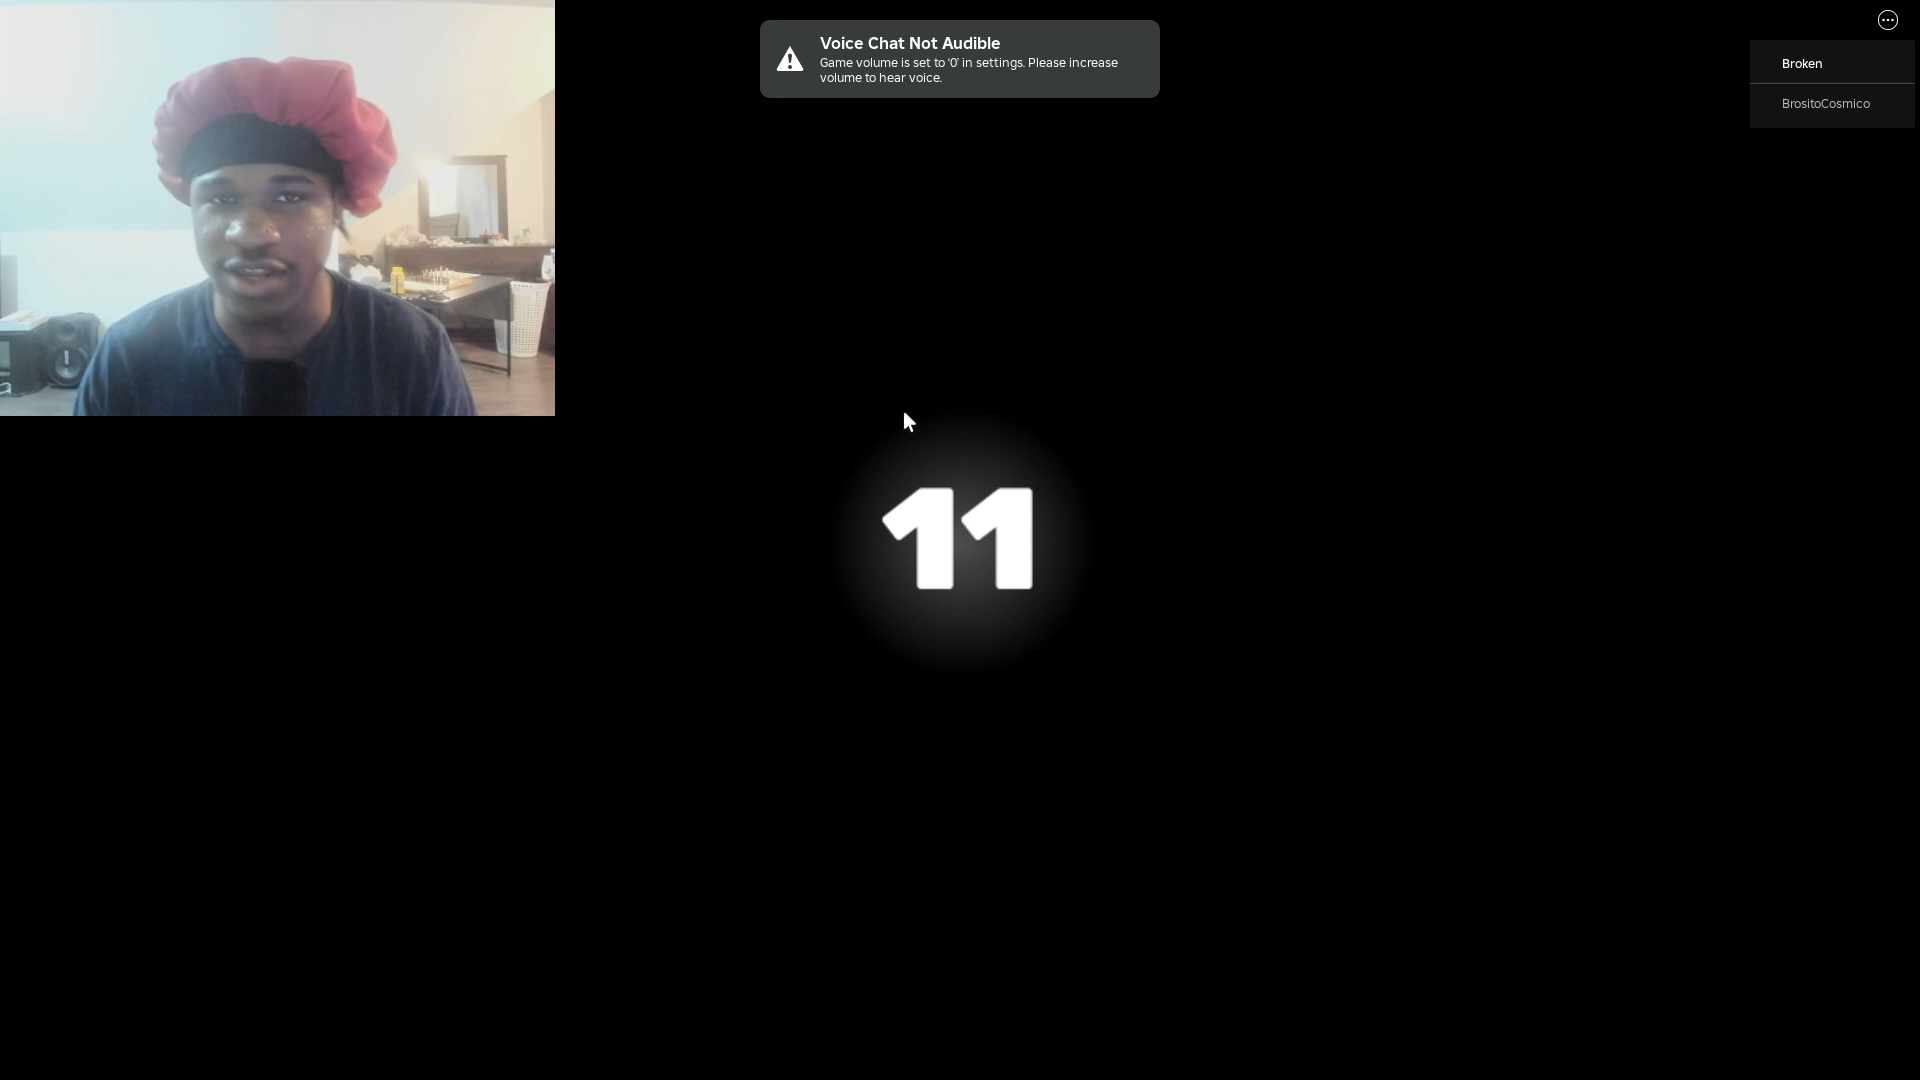 Voice Chat Not Audible
Game volume is set to '0' in settings. Please increase
volume to hear voice.
Broken
BrositoCosmico
11